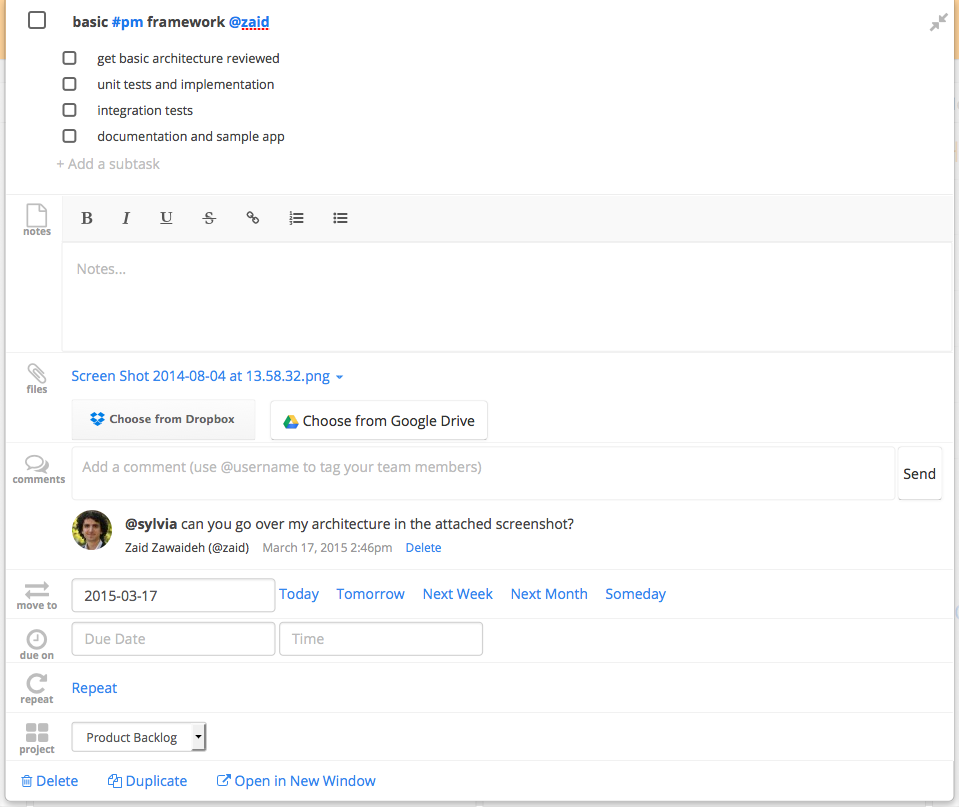 basic #pm framework @zaid
get basic architecture reviewed
unit tests and implementation
integration tests
documentation and sample app
+ Add a subtask
notes
B I U S
Notes...
files
Screen Shot 2014-08-04 at 13.58.32.png
Choose from Dropbox
Choose from Google Drive
comments
Add a comment (use @username to tag your team members)
Send
@sylvia can you go over my architecture in the attached screenshot?
Zaid Zawaideh (@zaid) March 17, 2015 2:46pm Delete
move to
2015-03-17
Today Tomorrow Next Week Next Month Someday
due on
Due Date
Time
repeat
Repeat
project
Product Backlog
Delete Duplicate Open in New Window